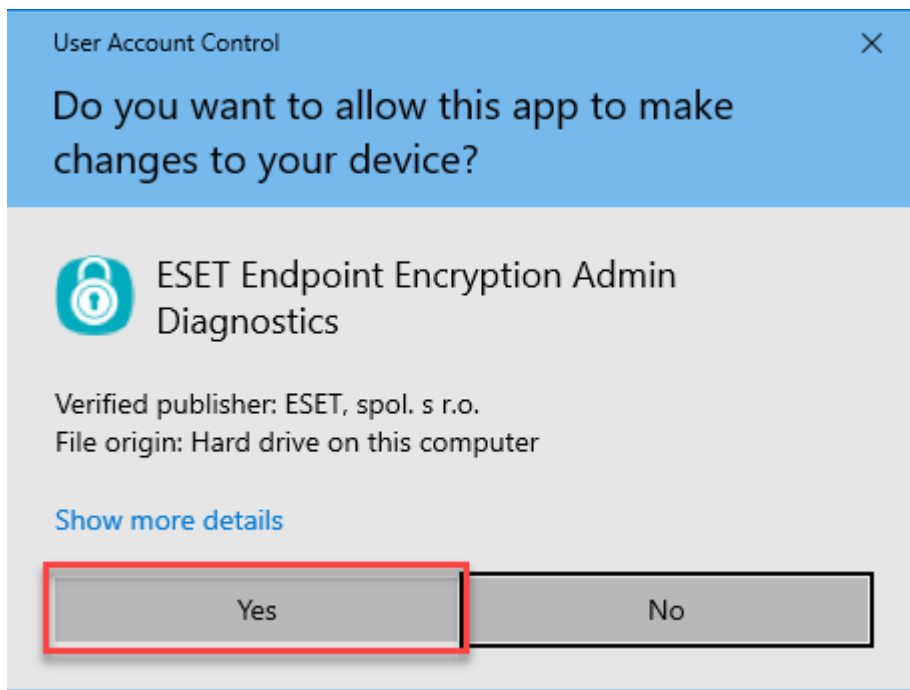 User Account Control
Do you want to allow this app to make
changes to your device?
ESET Endpoint Encryption Admin
Diagnostics
Verified publisher: ESET, spol. s r.o.
File origin: Hard drive on this computer
Show more details
Yes
No